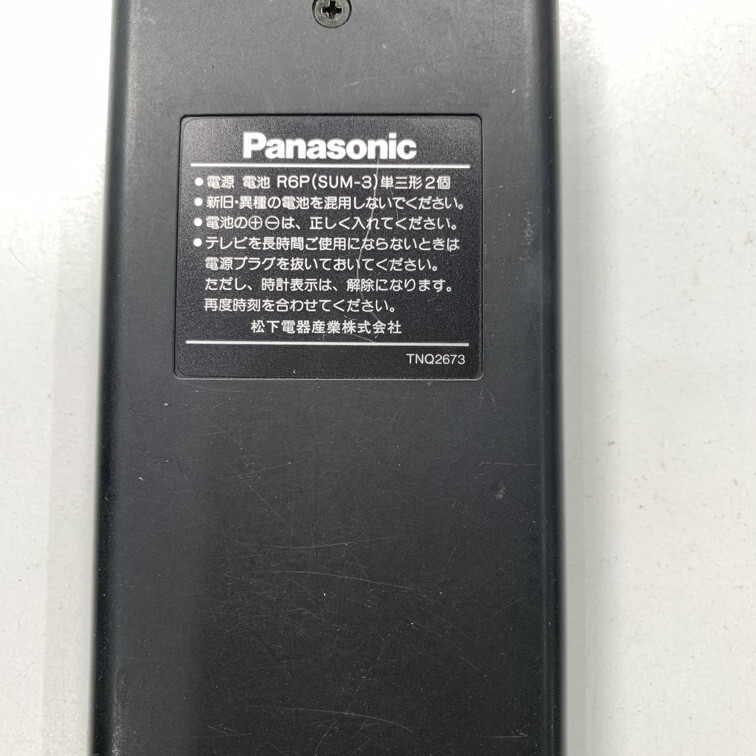 Panasonic
●電源 電池 R6P(SUM-3)単三形2個
●新旧・異種の電池を混用しないでください。
●電池の⊕⊖は、正しく入れてください。
●テレビを長時間ご使用にならないときは
電源プラグを抜いておいてください。
ただし、時計表示は、解除になります。
再度時刻を合わせてください。
松下電器産業株式会社
TNQ2673